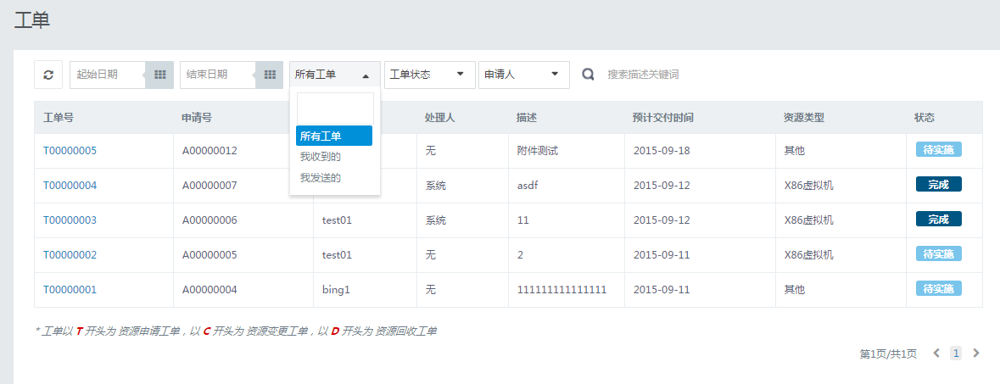 工单
起始日期 结束日期 所有工单 工单状态 申请人 搜索描述关键词
所有工单
我收到的
我发送的
工单号 申请号 处理人 描述 预计交付时间 资源类型 状态
T00000005 A00000012 无 附件测试 2015-09-18 其他 待实施
T00000004 A00000007 系统 asdf 2015-09-12 X86虚拟机 完成
T00000003 A00000006 test01 系统 11 2015-09-12 X86虚拟机 完成
T00000002 A00000005 test01 无 2 2015-09-11 X86虚拟机 待实施
T00000001 A00000004 bing1 无 111111111111111 2015-09-11 其他 待实施
* 工单以 T 开头为 资源申请工单，以 C 开头为 资源变更工单，以 D 开头为 资源回收工单
第1页/共1页 1